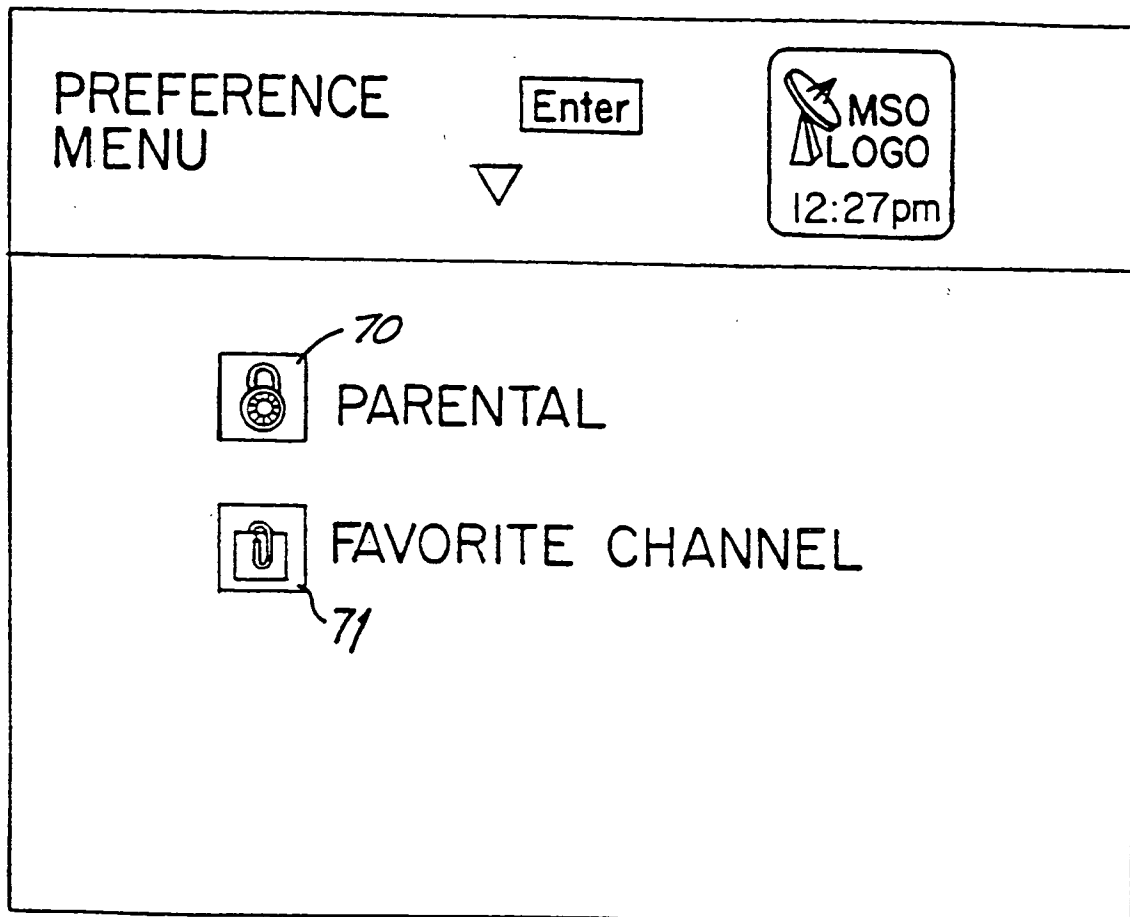 PREFERENCE
MENU
Enter
MSO
LOGO
12:27pm
70
PARENTAL
FAVORITE CHANNEL
71